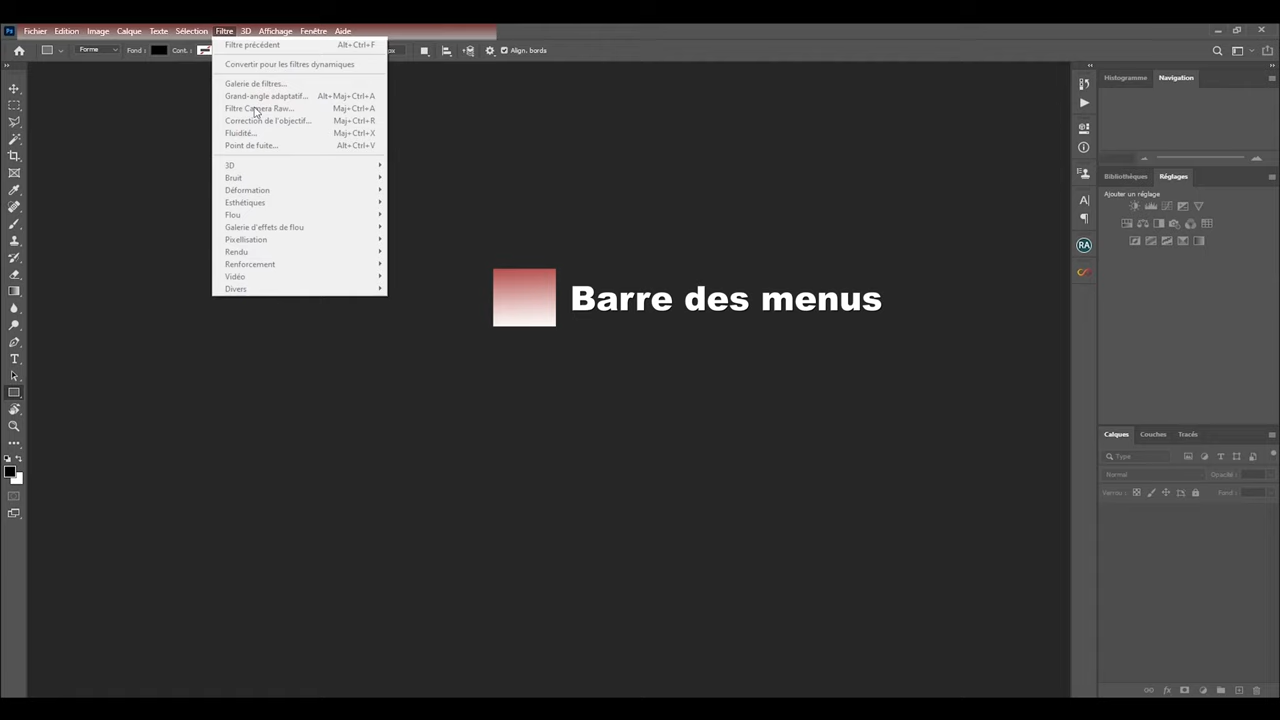 Ps Fichier Edition Image Calque Texte Sélection Filtre 3D Affichage Fenêtre Aide
Forme Fond : Cont. : px Align. bords
Filtre précédent Alt+Ctrl+F
Convertir pour les filtres dynamiques
Galerie de filtres...
Grand-angle adaptatif... Alt+Maj+Ctrl+A
Filtre Camera Raw... Maj+Ctrl+A
Correction de l'objectif... Maj+Ctrl+R
Fluidité... Maj+Ctrl+X
Point de fuite... Alt+Ctrl+V
3D
Bruit
Déformation
Esthétiques
Flou
Galerie d'effets de flou
Pixellisation
Rendu
Renforcement
Vidéo
Divers
Barre des menus
Histogramme Navigation
Bibliothèques Réglages
Ajouter un réglage
RA
Calques Couches Tracés
Type
Normal Opacité :
Verrou : Fond :
fx